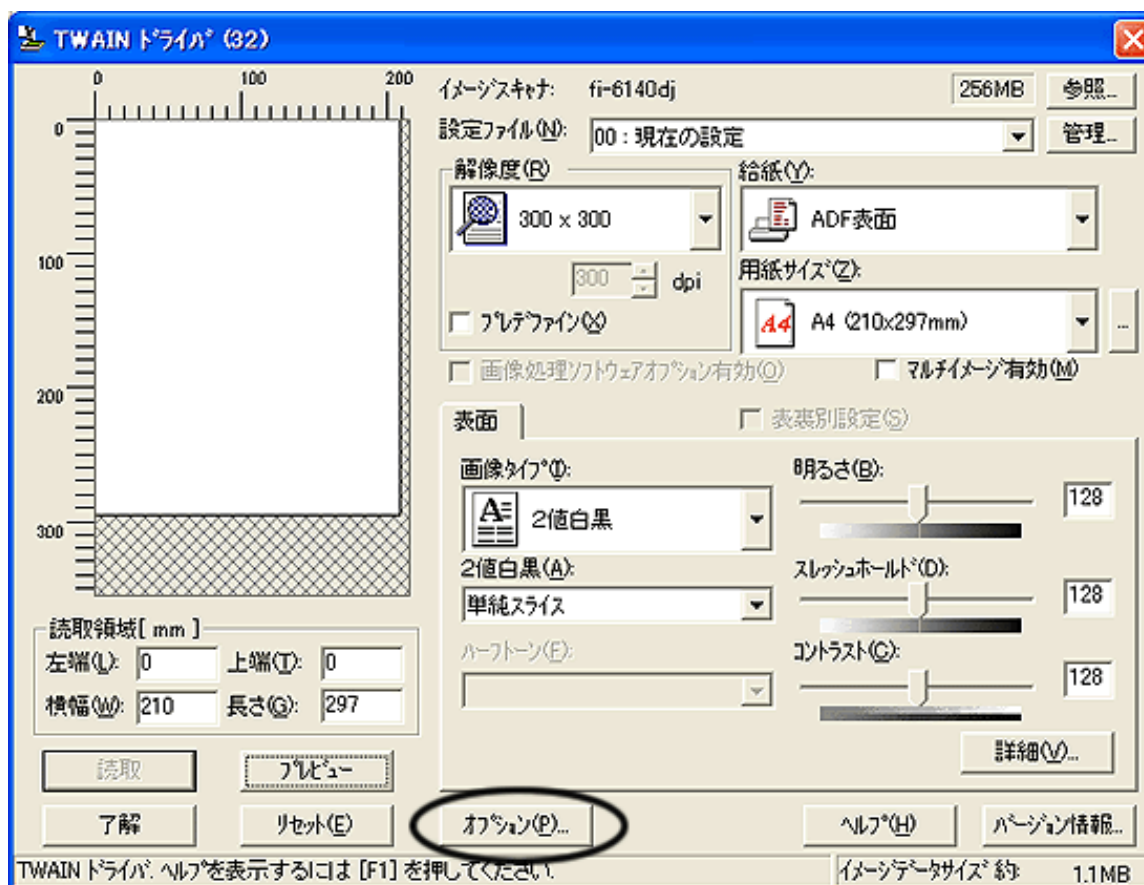 TWAIN ﾄﾞﾗｲﾊﾞ (32)
0 100 200
0
100
200
300
ｲﾒｰｼﾞｽｷｬﾅ: fi-6140dj 256MB 参照...
設定ﾌｧｲﾙ(N): 00 : 現在の設定 管理...
解像度(R)
300 x 300
300 dpi
ﾌﾟﾚﾃﾞﾌｧｲﾝ(X)
給紙(Y):
ADF表面
用紙ｻｲｽﾞ(Z):
A4 A4 (210x297mm) ...
画像処理ｿﾌﾄｳｪｱｵﾌﾟｼｮﾝ有効(O) ﾏﾙﾁｲﾒｰｼﾞ有効(M)
表面 表裏別設定(S)
画像ﾀｲﾌﾟ(I):
A 2値白黒
2値白黒(A):
単純ｽﾗｲｽ
ﾊｰﾌﾄｰﾝ(F):
明るさ(B):
128
ｽﾚｯｼｭﾎｰﾙﾄﾞ(D):
128
ｺﾝﾄﾗｽﾄ(C):
128
詳細(V)...
読取領域[ mm ]
左端(L): 0 上端(T): 0
横幅(W): 210 長さ(G): 297
読取 ﾌﾟﾚﾋﾞｭｰ
了解 ﾘｾｯﾄ(E) ｵﾌﾟｼｮﾝ(P)... ﾍﾙﾌﾟ(H) ﾊﾞｰｼﾞｮﾝ情報...
TWAIN ﾄﾞﾗｲﾊﾞ. ﾍﾙﾌﾟを表示するには [F1] を押してください. ｲﾒｰｼﾞﾃﾞｰﾀｻｲｽﾞ 約: 1.1MB